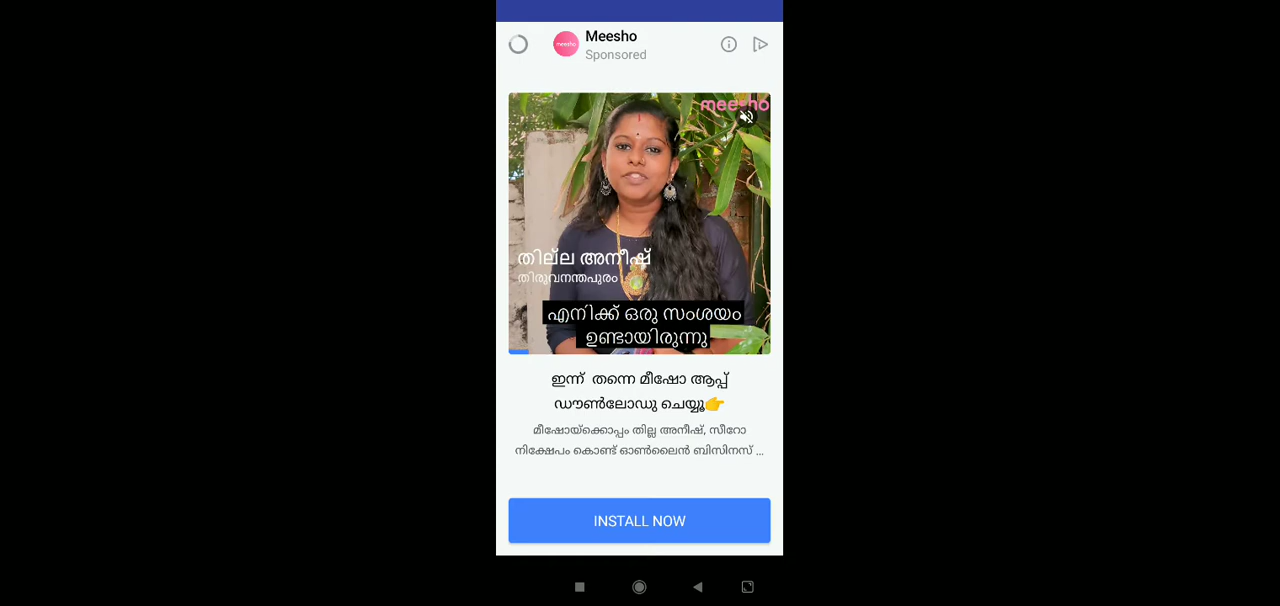 Meesho
Sponsored
meesho
meesho
തില്ല അനീഷ്
തിരുവനന്തപുരം
എനിക്ക് ഒരു സംശയം
ഉണ്ടായിരുന്നു
ഇന്ന് തന്നെ മീഷോ ആപ്പ്
ഡൗൺലോഡു ചെയ്യൂ👉
മീഷോയ്ക്കൊപ്പം തില്ല അനീഷ്, സീറോ
നിക്ഷേപം കൊണ്ട് ഓൺലൈൻ ബിസിനസ് ...
INSTALL NOW